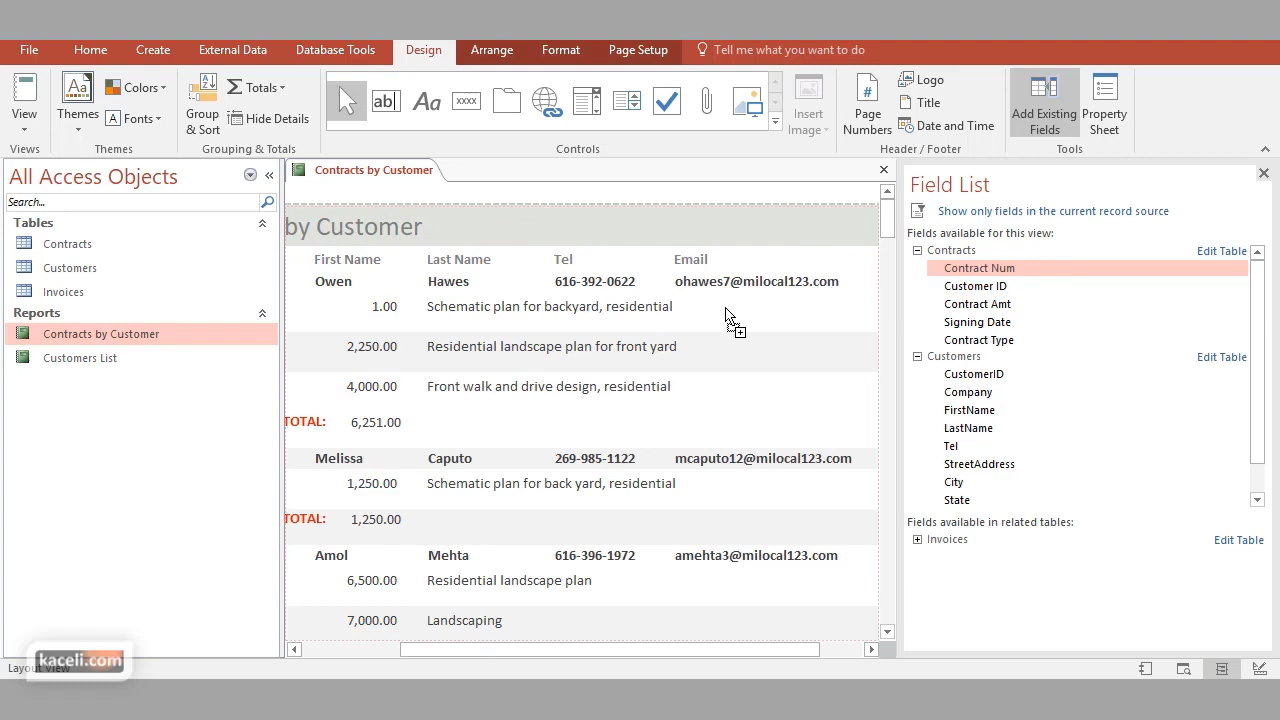 File Home Create External Data Database Tools Design Arrange Format Page Setup Tell me what you want to do
View
Views
Aa
Themes
Colors
Fonts
Themes
Group & Sort
Totals
Hide Details
Grouping & Totals
ab
Aa
xxxx
Controls
Insert Image
Page Numbers
Logo
Title
Date and Time
Header / Footer
Add Existing Fields
Property Sheet
Tools
All Access Objects
Search...
Tables
Contracts
Customers
Invoices
Reports
Contracts by Customer
Customers List
Contracts by Customer
by Customer
First Name Last Name Tel Email
Owen Hawes 616-392-0622 ohawes7@milocal123.com
1.00 Schematic plan for backyard, residential
2,250.00 Residential landscape plan for front yard
4,000.00 Front walk and drive design, residential
TOTAL: 6,251.00
Melissa Caputo 269-985-1122 mcaputo12@milocal123.com
1,250.00 Schematic plan for back yard, residential
TOTAL: 1,250.00
Amol Mehta 616-396-1972 amehta3@milocal123.com
6,500.00 Residential landscape plan
7,000.00 Landscaping
Field List
Show only fields in the current record source
Fields available for this view:
Contracts Edit Table
Contract Num
Customer ID
Contract Amt
Signing Date
Contract Type
Customers Edit Table
CustomerID
Company
FirstName
LastName
Tel
StreetAddress
City
State
Fields available in related tables:
Invoices Edit Table
kaceli.com
Layout View